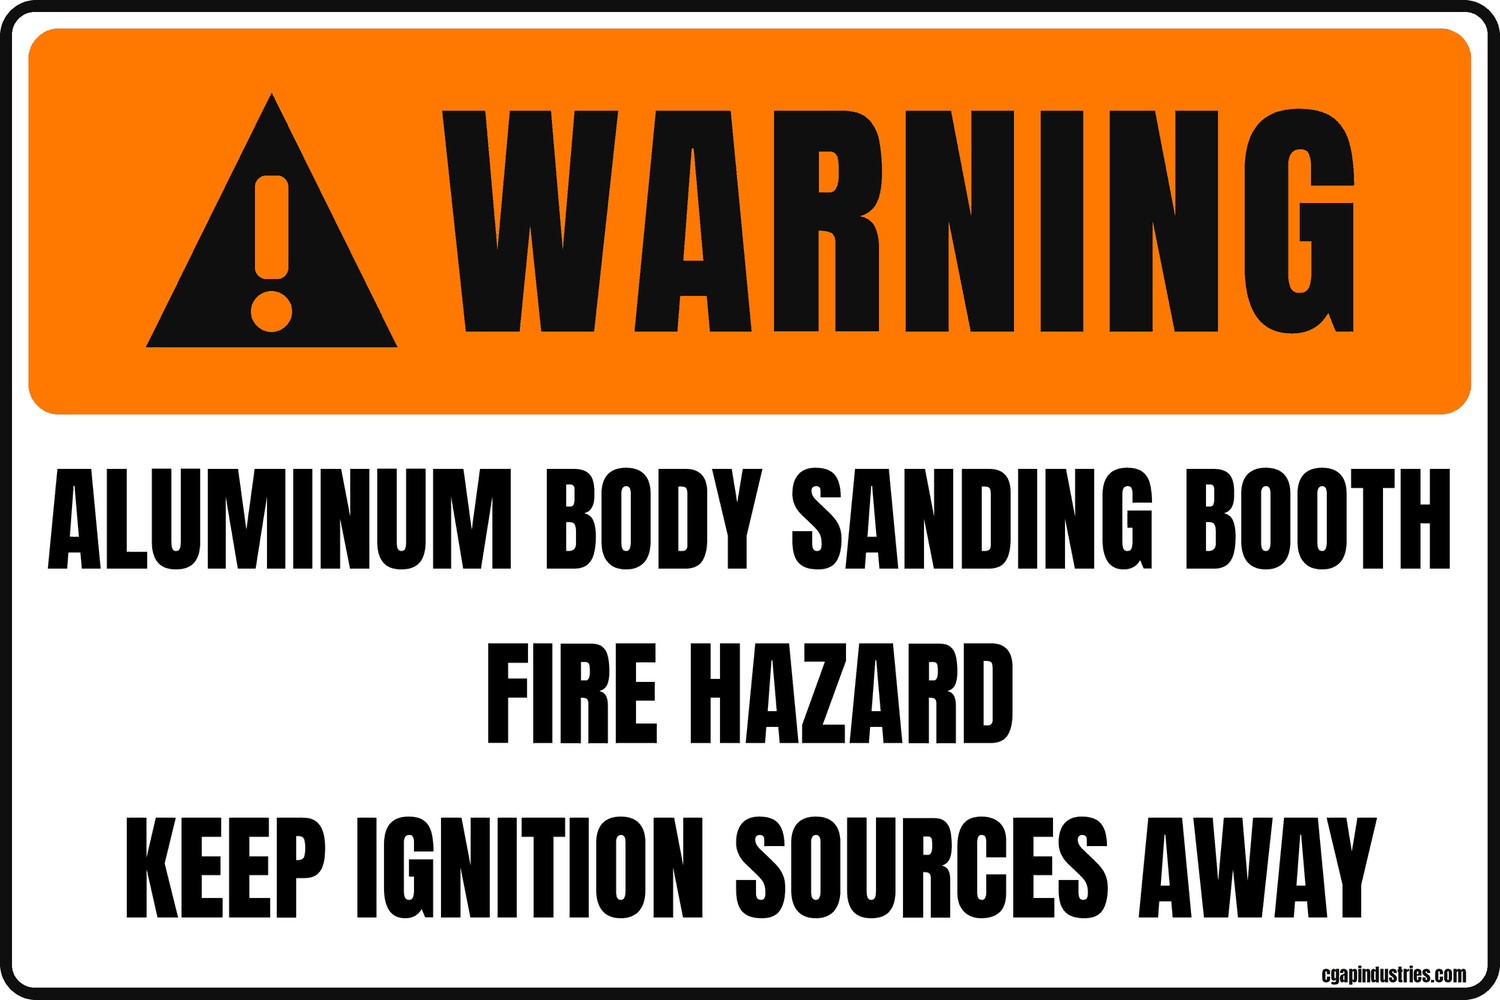 WARNING
ALUMINUM BODY SANDING BOOTH
FIRE HAZARD
KEEP IGNITION SOURCES AWAY
cgapindustries.com